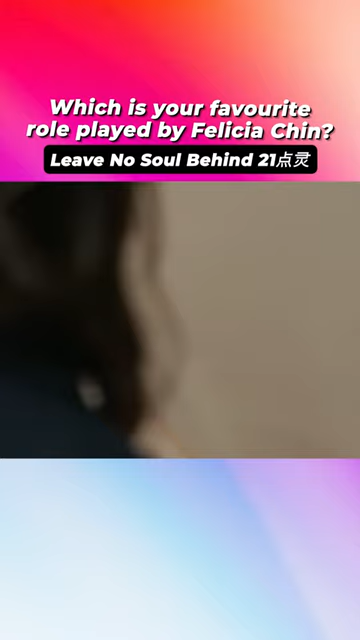 Which is your favourite
role played by Felicia Chin?
Leave No Soul Behind 21点灵